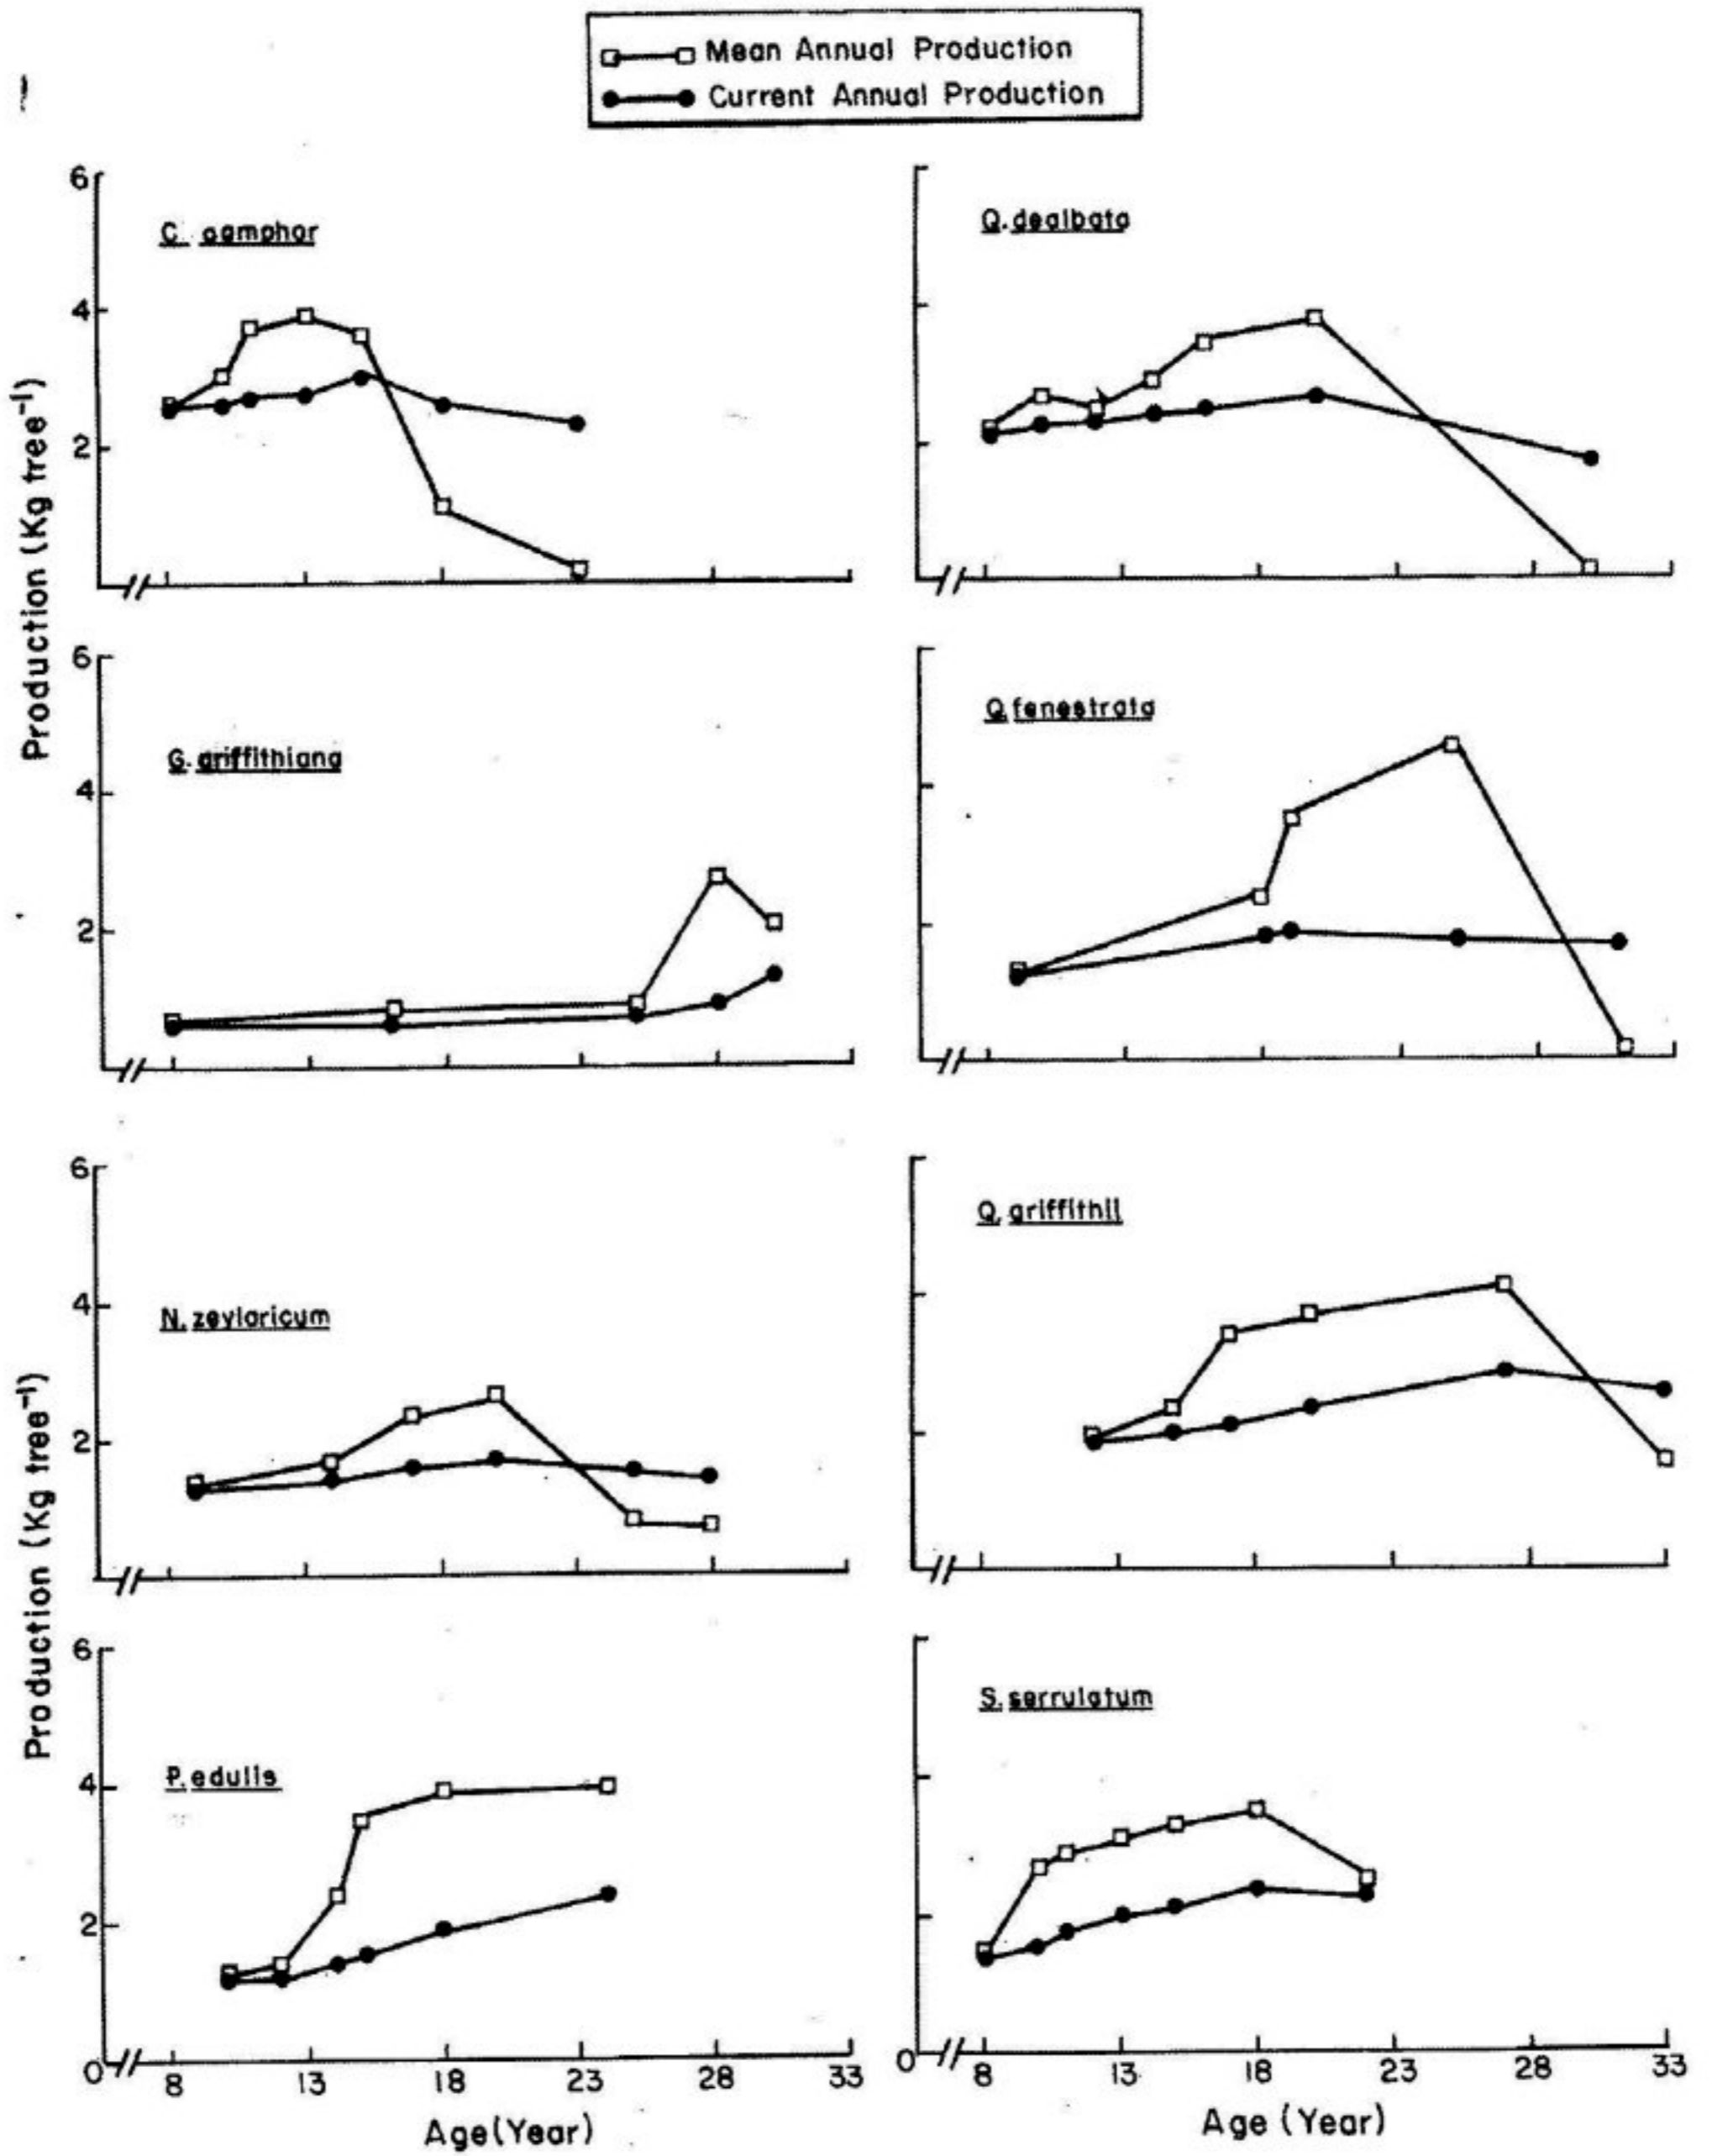 Mean Annual Production
Current Annual Production
6
4
2
C. camphor
Q. dealbata
Production (Kg tree⁻¹)
6
4
2
G. griffithiana
Q. fenestrata
6
4
2
N. zeylaricum
Q. griffithii
Production (Kg tree⁻¹)
6
4
2
0
P. edulis
S. serrulatum
0
8 13 18 23 28 33
8 13 18 23 28 33
Age (Year)
Age (Year)